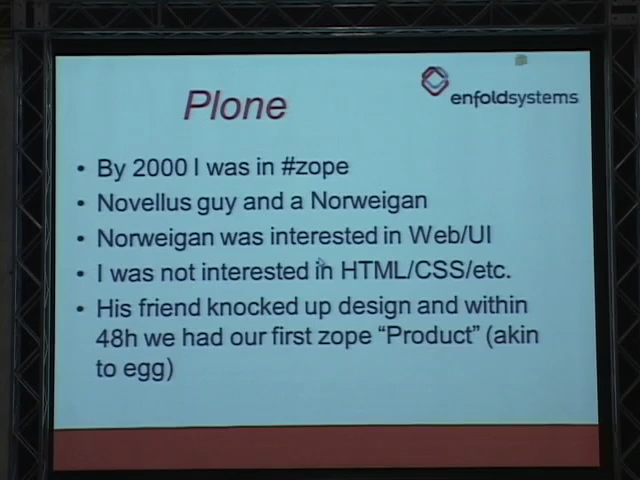 Plone
enfoldsystems
• By 2000 I was in #zope
• Novellus guy and a Norweigan
• Norweigan was interested in Web/UI
• I was not interested in HTML/CSS/etc.
• His friend knocked up design and within
48h we had our first zope “Product” (akin
to egg)